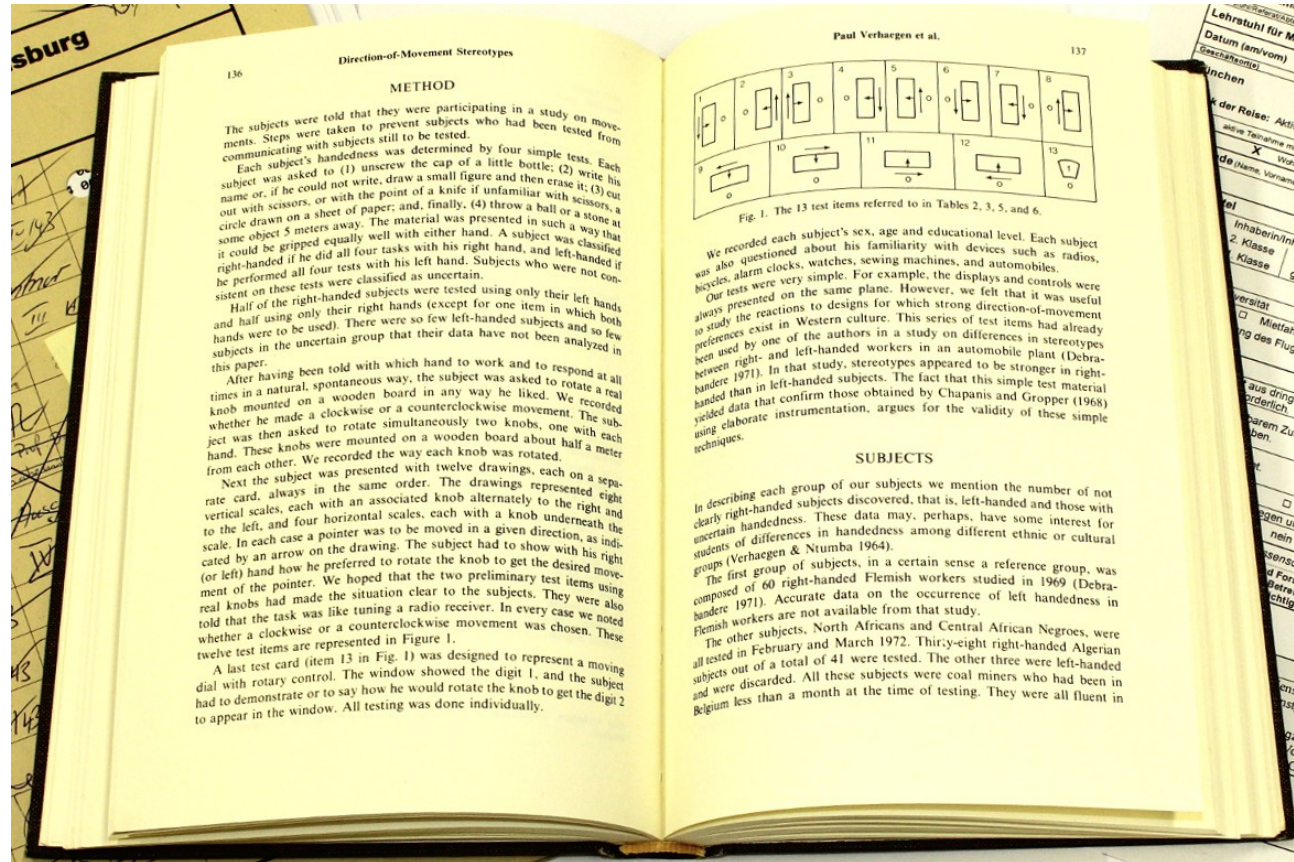 sburg
136
Direction-of-Movement Stereotypes
METHOD
The subjects were told that they were participating in a study on move-
ments. Steps were taken to prevent subjects who had been tested from
communicating with subjects still to be tested.
Each subject's handedness was determined by four simple tests. Each
subject was asked to (1) unscrew the cap of a little bottle; (2) write his
name or, if he could not write, draw a small figure and then erase it; (3) cut
out with scissors, or with the point of a knife if unfamiliar with scissors, a
circle drawn on a sheet of paper; and, finally, (4) throw a ball or a stone at
some object 5 meters away. The material was presented in such a way that
it could be gripped equally well with either hand. A subject was classified
right-handed if he did all four tasks with his right hand, and left-handed if
he performed all four tests with his left hand. Subjects who were not con-
sistent on these tests were classified as uncertain.
Half of the right-handed subjects were tested using only their left hands
and half using only their right hands (except for one item in which both
hands were to be used). There were so few left-handed subjects and so few
subjects in the uncertain group that their data have not been analyzed in
this paper.
After having been told with which hand to work and to respond at all
times in a natural, spontaneous way, the subject was asked to rotate a real
knob mounted on a wooden board in any way he liked. We recorded
whether he made a clockwise or a counterclockwise movement. The sub-
ject was then asked to rotate simultaneously two knobs, one with each
hand. These knobs were mounted on a wooden board about half a meter
from each other. We recorded the way each knob was rotated.
Next the subject was presented with twelve drawings, each on a sepa-
rate card, always in the same order. The drawings represented eight
vertical scales, each with an associated knob alternately to the right and
to the left, and four horizontal scales, each with a knob underneath the
scale. In each case a pointer was to be moved in a given direction, as indi-
cated by an arrow on the drawing. The subject had to show with his right
(or left) hand how he preferred to rotate the knob to get the desired move-
ment of the pointer. We hoped that the two preliminary test items using
real knobs had made the situation clear to the subjects. They were also
told that the task was like tuning a radio receiver. In every case we noted
whether a clockwise or a counterclockwise movement was chosen. These
twelve test items are represented in Figure 1.
A last test card (item 13 in Fig. 1) was designed to represent a moving
dial with rotary control. The window showed the digit 1, and the subject
had to demonstrate or to say how he would rotate the knob to get the digit 2
to appear in the window. All testing was done individually.
Paul Verhaegen et al.
137
1 2 3 4 5 6 7 8
9 10 11 12 13
1
Fig. 1. The 13 test items referred to in Tables 2, 3, 5, and 6.
We recorded each subject's sex, age and educational level. Each subject
was also questioned about his familiarity with devices such as radios,
bicycles, alarm clocks, watches, sewing machines, and automobiles.
Our tests were very simple. For example, the displays and controls were
always presented on the same plane. However, we felt that it was useful
to study the reactions to designs for which strong direction-of-movement
preferences exist in Western culture. This series of test items had already
been used by one of the authors in a study on differences in stereotypes
between right- and left-handed workers in an automobile plant (Debra-
bandere 1971). In that study, stereotypes appeared to be stronger in right-
handed than in left-handed subjects. The fact that this simple test material
yielded data that confirm those obtained by Chapanis and Gropper (1968)
using elaborate instrumentation, argues for the validity of these simple
techniques.
SUBJECTS
In describing each group of our subjects we mention the number of not
clearly right-handed subjects discovered, that is, left-handed and those with
uncertain handedness. These data may, perhaps, have some interest for
students of differences in handedness among different ethnic or cultural
groups (Verhaegen & Ntumba 1964).
The first group of subjects, in a certain sense a reference group, was
composed of 60 right-handed Flemish workers studied in 1969 (Debra-
bandere 1971). Accurate data on the occurrence of left handedness in
Flemish workers are not available from that study.
The other subjects, North Africans and Central African Negroes, were
all tested in February and March 1972. Thirty-eight right-handed Algerian
subjects out of a total of 41 were tested. The other three were left-handed
and were discarded. All these subjects were coal miners who had been in
Belgium less than a month at the time of testing. They were all fluent in
Lehrstuhl für M
Datum (am/vom)
Geschäftsort(e)
ünchen
der Reise:
aktive Teilnahme
X
(Name, Vorname
tel
2. Klasse
Klasse
versität
Mietfah
ng des Flug
aus dring
orderlich.
barem Zu
ben.
nein